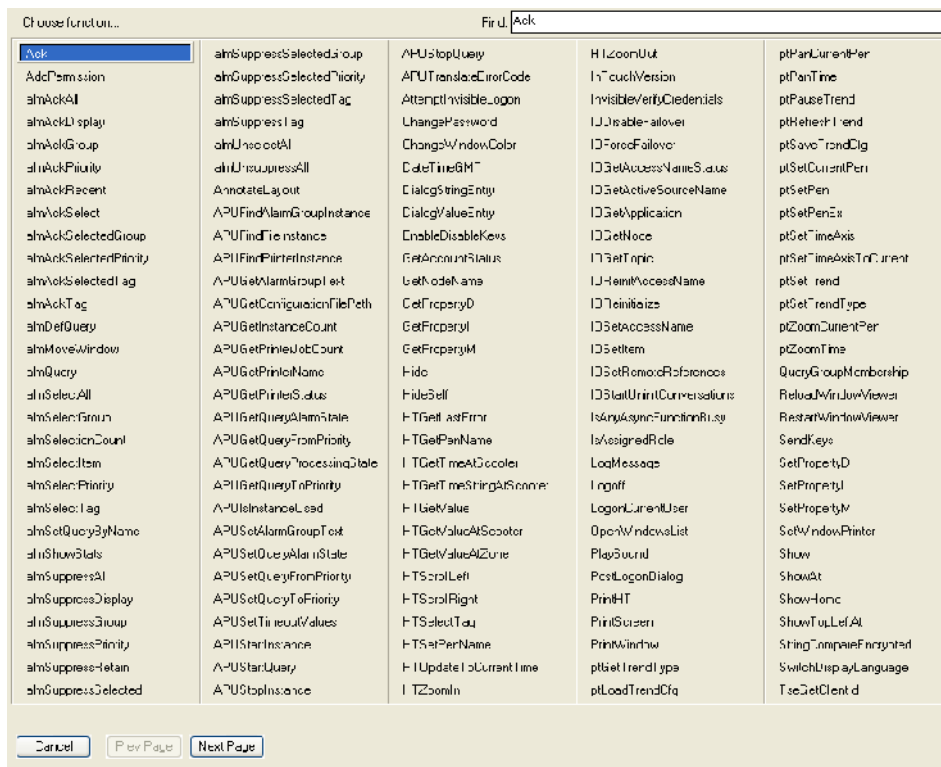 Choose function...
Find: Ack
Ack
AddPermission
almAckAll
almAckDisplay
almAckGroup
almAckPriority
almAckRecent
almAckSelect
almAckSelectedGroup
almAckSelectedPriority
almAckSelectedTag
almAckTag
almDefQuery
almMoveWindow
almQuery
almSelectAll
almSelectGroup
almSelectionCount
almSelectItem
almSelectPriority
almSelectTag
almSetQueryByName
almShowStats
almSuppressAll
almSuppressDisplay
almSuppressGroup
almSuppressPriority
almSuppressRetain
almSuppressSelected
almSuppressSelectedGroup
almSuppressSelectedPriority
almSuppressSelectedTag
almSuppressTag
almUnselectAll
almUnsuppressAll
AnnotateLayout
APUFindAlarmGroupInstance
APUFindFileInstance
APUFindPrinterInstance
APUGetAlarmGroupText
APUGetConfigurationFilePath
APUGetInstanceCount
APUGetPrinterJobCount
APUGetPrinterName
APUGetPrinterStatus
APUGetQueryAlarmState
APUGetQueryFromPriority
APUGetQueryProcessingState
APUGetQueryToPriority
APUIsInstanceUsed
APUSetAlarmGroupText
APUSetQueryAlarmState
APUSetQueryFromPriority
APUSetQueryToPriority
APUSetTimeoutValues
APUStartInstance
APUStartQuery
APUStopInstance
APUStopQuery
APUTranslateErrorCode
AttemptInvisibleLogon
ChangePassword
ChangeWindowColor
DateTimeGMT
DialogStringEntry
DialogValueEntry
EnableDisableKeys
GetAccountStatus
GetNodeName
GetPropertyD
GetPropertyI
GetPropertyM
Hide
HideSelf
HTGetLastError
HTGetPenName
HTGetTimeAtScooter
HTGetTimeStringAtScooter
HTGetValue
HTGetValueAtScooter
HTGetValueAtZone
HTScrollLeft
HTScrollRight
HTSelectTag
HTSetPenName
HTUpdateToCurrentTime
HTZoomIn
HTZoomOut
InTouchVersion
InvisibleVerifyCredentials
IODisableFailover
IOForceFailover
IOGetAccessNameStatus
IOGetActiveSourceName
IOGetApplication
IOGetNode
IOGetTopic
IOReinitAccessName
IOReinitialize
IOSetAccessName
IOSetItem
IOSetRemoteReferences
IOStartUninitConversations
IsAnyAsyncFunctionBusy
IsAssignedRole
LogMessage
Logoff
LogonCurrentUser
OpenWindowsList
PlaySound
PostLogonDialog
PrintHT
PrintScreen
PrintWindow
ptGetTrendType
ptLoadTrendCfg
ptPanCurrentPen
ptPanTime
ptPauseTrend
ptRefreshTrend
ptSaveTrendCfg
ptSetCurrentPen
ptSetPen
ptSetPenEx
ptSetTimeAxis
ptSetTimeAxisToCurrent
ptSetTrend
ptSetTrendType
ptZoomCurrentPen
ptZoomTime
QueryGroupMembership
ReloadWindowViewer
RestartWindowViewer
SendKeys
SetPropertyD
SetPropertyI
SetPropertyM
SetWindowPrinter
Show
ShowAt
ShowHome
ShowTopLeftAt
StringCompareEncrypted
SwitchDisplayLanguage
TseGetClientId
Cancel
Prev Page
Next Page